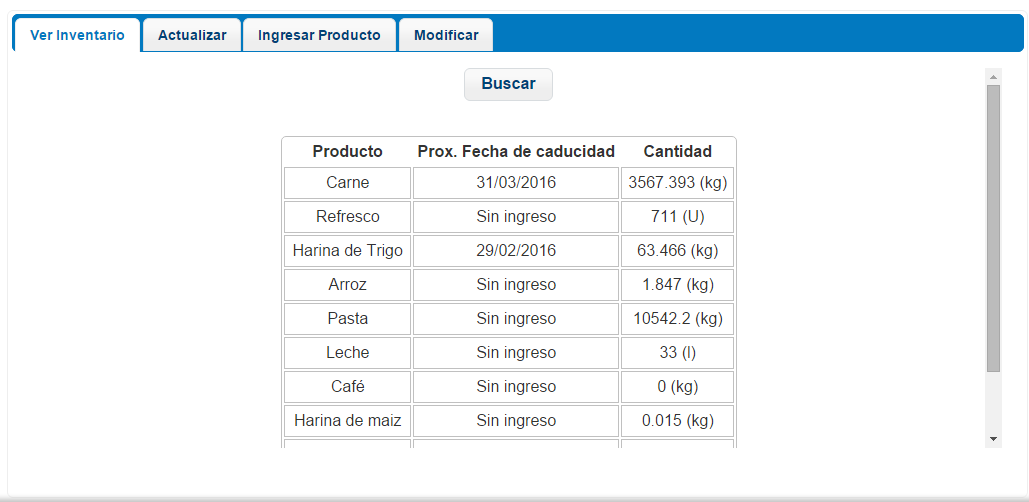 Ver Inventario Actualizar Ingresar Producto Modificar
Buscar
Producto Prox. Fecha de caducidad Cantidad
Carne 31/03/2016 3567.393 (kg)
Refresco Sin ingreso 711 (U)
Harina de Trigo 29/02/2016 63.466 (kg)
Arroz Sin ingreso 1.847 (kg)
Pasta Sin ingreso 10542.2 (kg)
Leche Sin ingreso 33 (l)
Café Sin ingreso 0 (kg)
Harina de maiz Sin ingreso 0.015 (kg)